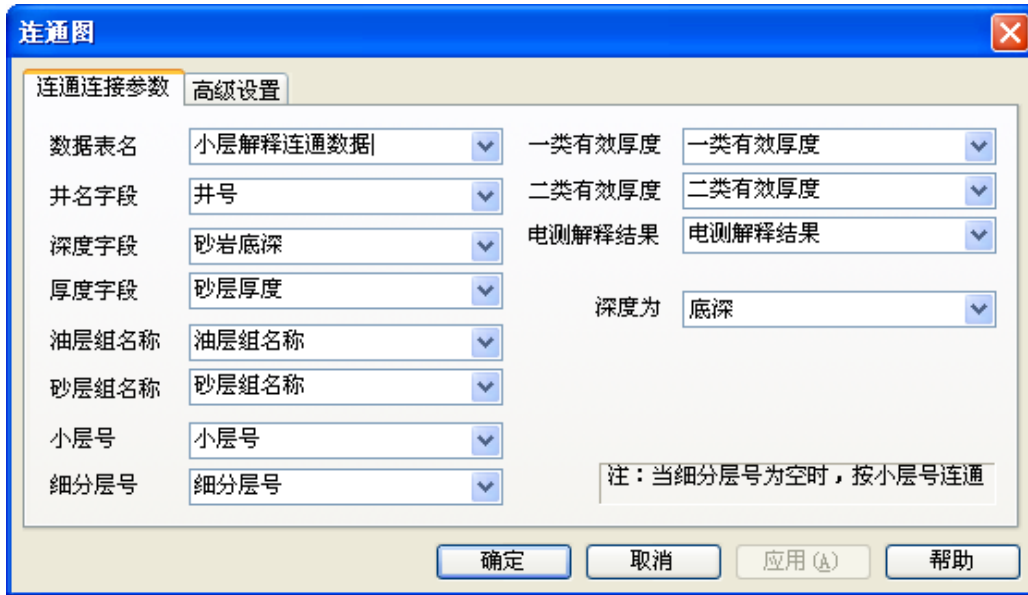 连通图
连通连接参数 高级设置
数据表名 小层解释连通数据 一类有效厚度 一类有效厚度
井名字段 井号 二类有效厚度 二类有效厚度
深度字段 砂岩底深 电测解释结果 电测解释结果
厚度字段 砂层厚度 深度为 底深
油层组名称 油层组名称
砂层组名称 砂层组名称
小层号 小层号
细分层号 细分层号 注：当细分层号为空时，按小层号连通
确定 取消 应用(A) 帮助